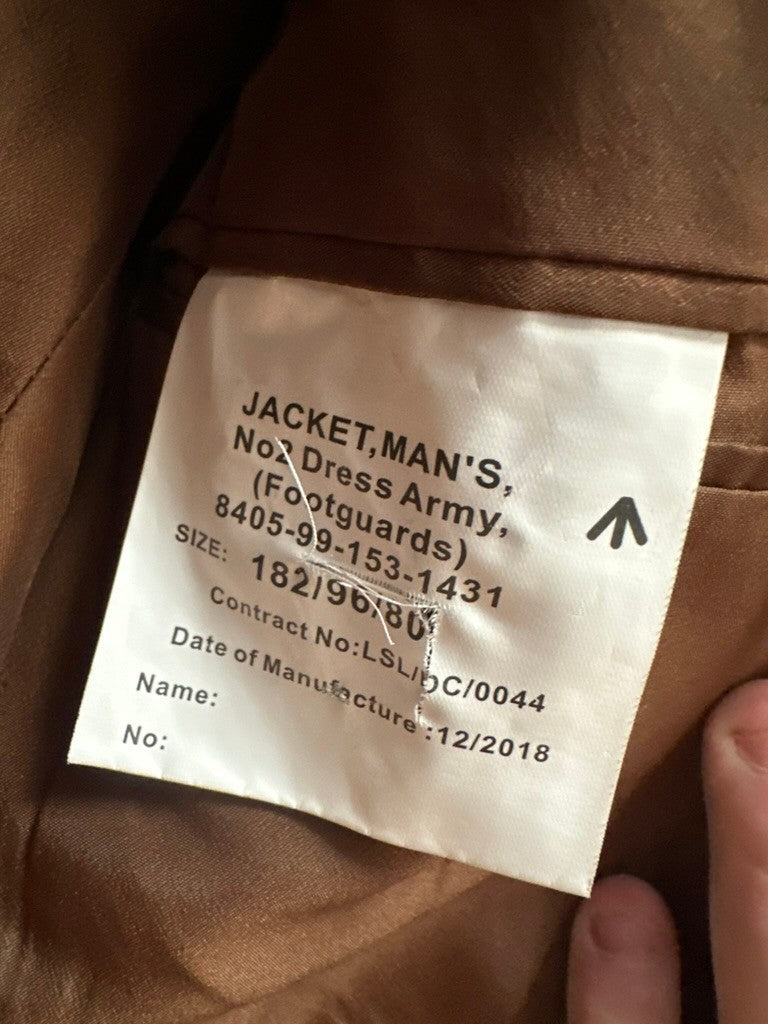 JACKET,MAN'S,
No2 Dress Army,
(Footguards)
8405-99-153-1431
SIZE: 182/96/80
Contract No:LSL/ C/0044
Date of Manufacture :12/2018
Name:
No: